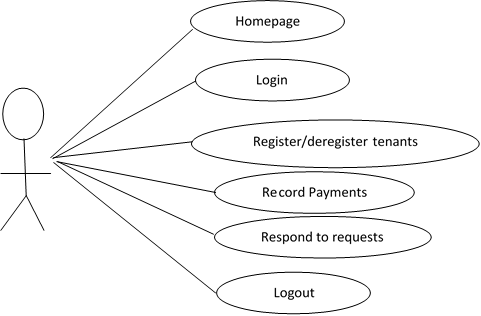 Homepage
Login
Register/deregister tenants
Record Payments
Respond to requests
Logout